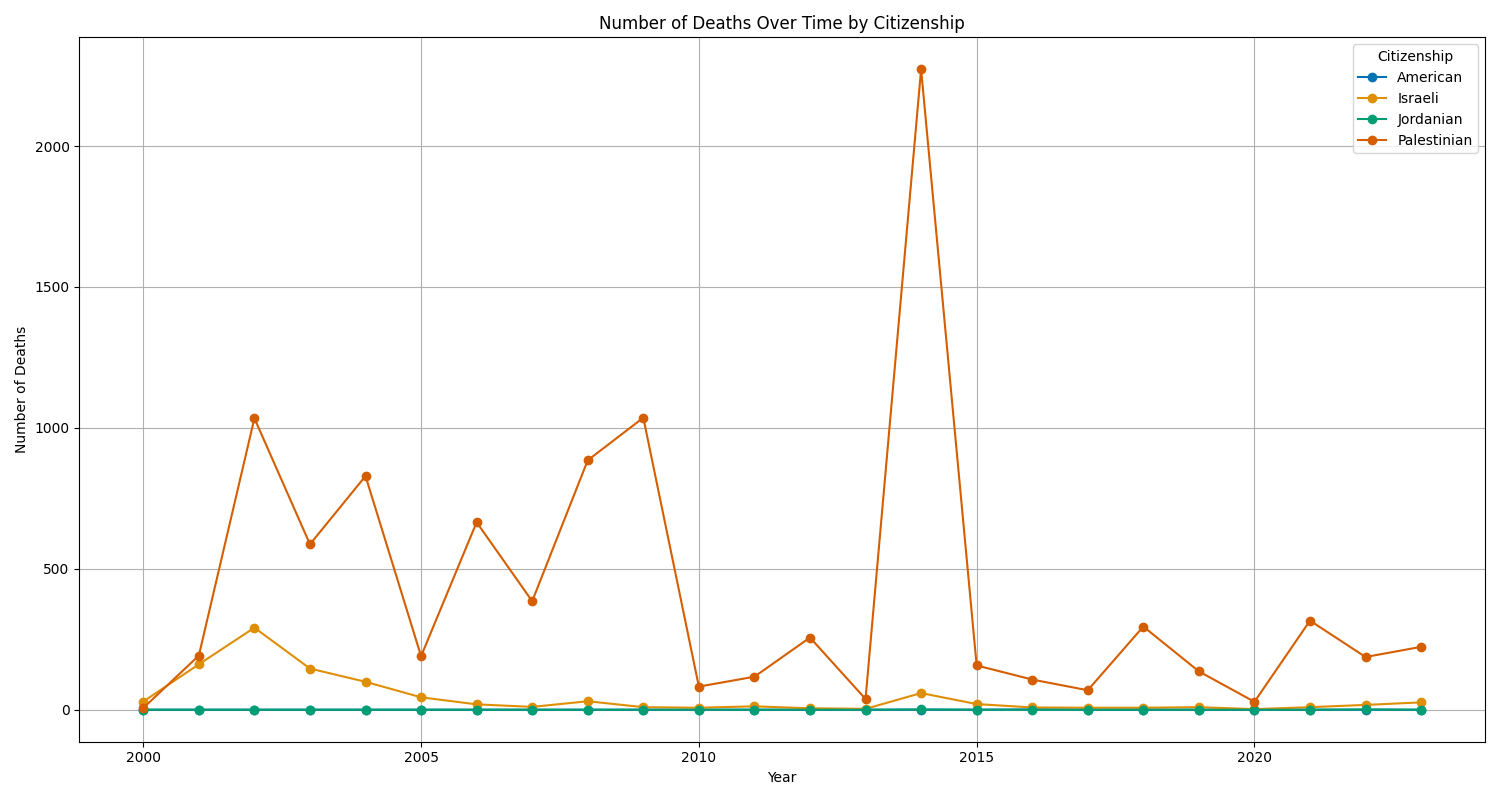 Number of Deaths Over Time by Citizenship
Citizenship
American
Israeli
Jordanian
Palestinian
Number of Deaths
2000
1500
1000
500
0
2000
2005
2010
2015
2020
Year